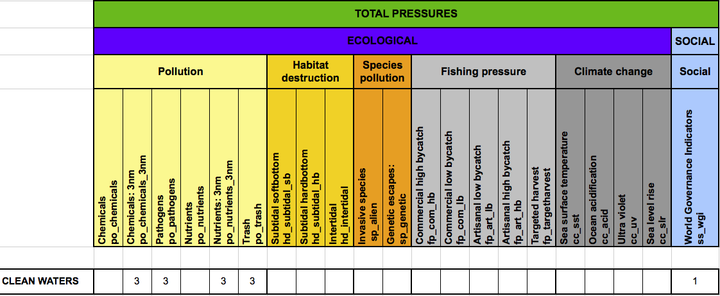 TOTAL PRESSURES
ECOLOGICAL
SOCIAL
Pollution
Habitat
destruction
Species
pollution
Fishing pressure
Climate change
Social
Chemicals
po_chemicals
Chemicals: 3nm
po_chemicals_3nm
Pathogens
po_pathogens
Nutrients
po_nutrients
Nutrients: 3nm
po_nutrients_3nm
Trash
po_trash
Subtidal softbottom
hd_subtidal_sb
Subtidal hardbottom
hd_subtidal_hb
Intertidal
hd_intertidal
Invasive species
sp_alien
Genetic escapes:
sp_genetic
Commercial high bycatch
fp_com_hb
Commercial low bycatch
fp_com_lb
Artisanal low bycatch
fp_art_lb
Artisanal high bycatch
fp_art_hb
Targeted harvest
fp_targetharvest
Sea surface temperature
cc_sst
Ocean acidification
cc_acid
Ultra violet
cc_uv
Sea level rise
cc_slr
World Governance Indicators
ss_wgi
CLEAN WATERS 3 3 3 3 1